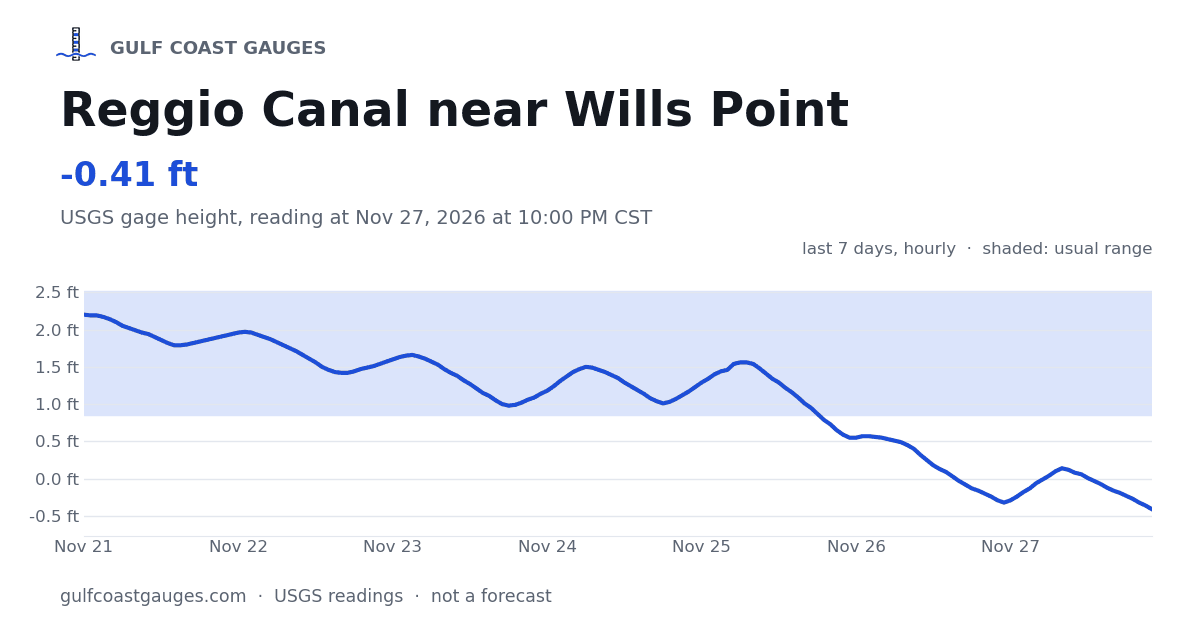 GULF COAST GAUGES
Reggio Canal near Wills Point
-0.41 ft
USGS gage height, reading at Nov 27, 2026 at 10:00 PM CST
last 7 days, hourly · shaded: usual range
2.5 ft
2.0 ft
1.5 ft
1.0 ft
0.5 ft
0.0 ft
-0.5 ft
Nov 21 Nov 22 Nov 23 Nov 24 Nov 25 Nov 26 Nov 27
gulfcoastgauges.com · USGS readings · not a forecast